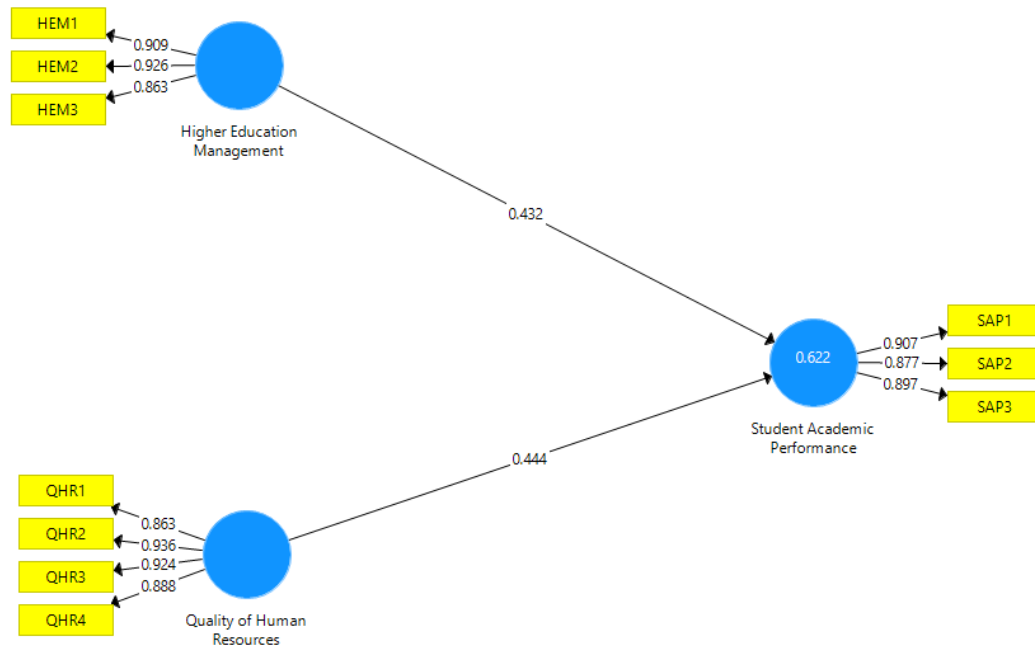 HEM1
0.909
HEM2
0.926
0.863
HEM3
Higher Education
Management
0.432
SAP1
0.907
0.622
0.877
SAP2
0.897
SAP3
Student Academic
Performance
0.444
QHR1
0.863
QHR2
0.936
0.924
QHR3
0.888
QHR4
Quality of Human
Resources